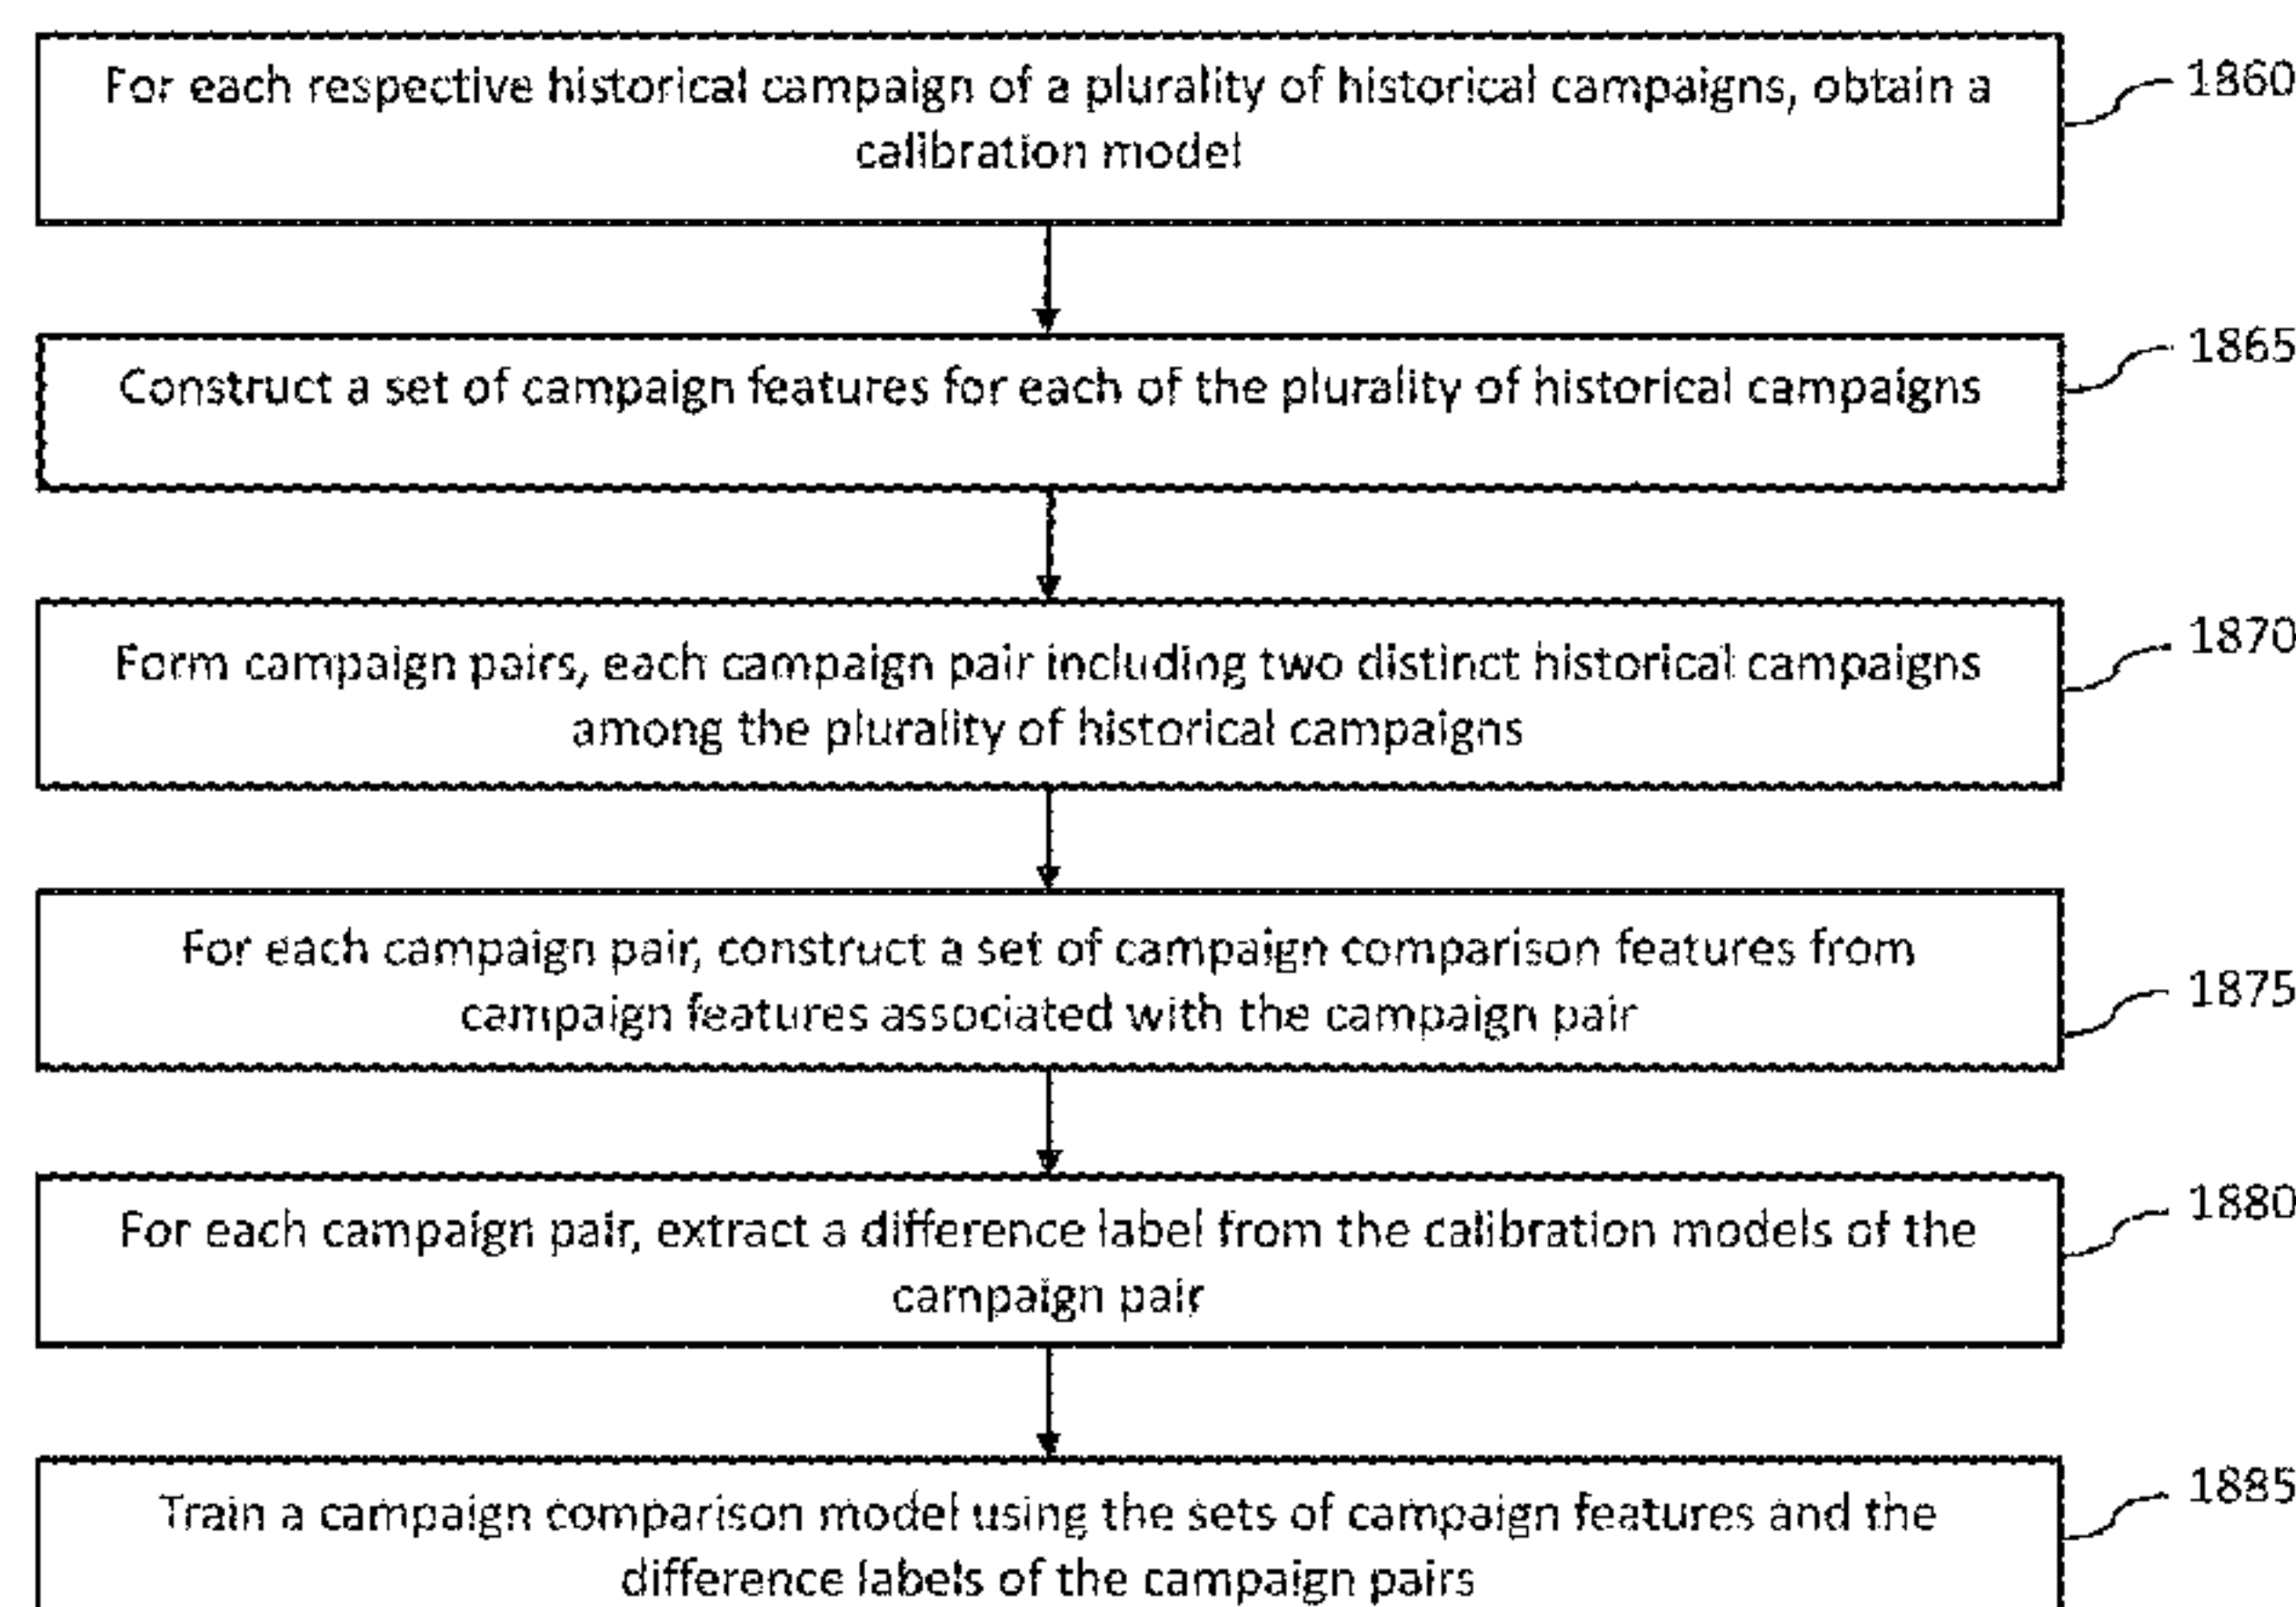 For each respective historical campaign of a plurality of historical campaigns, obtain a
calibration model
1860
Construct a set of campaign features for each of the plurality of historical campaigns
1865
Form campaign pairs, each campaign pair including two distinct historical campaigns
among the plurality of historical campaigns
1870
For each campaign pair, construct a set of campaign comparison features from
campaign features associated with the campaign pair
1875
For each campaign pair, extract a difference label from the calibration models of the
campaign pair
1880
Train a campaign comparison model using the sets of campaign features and the
difference labels of the campaign pairs
1885